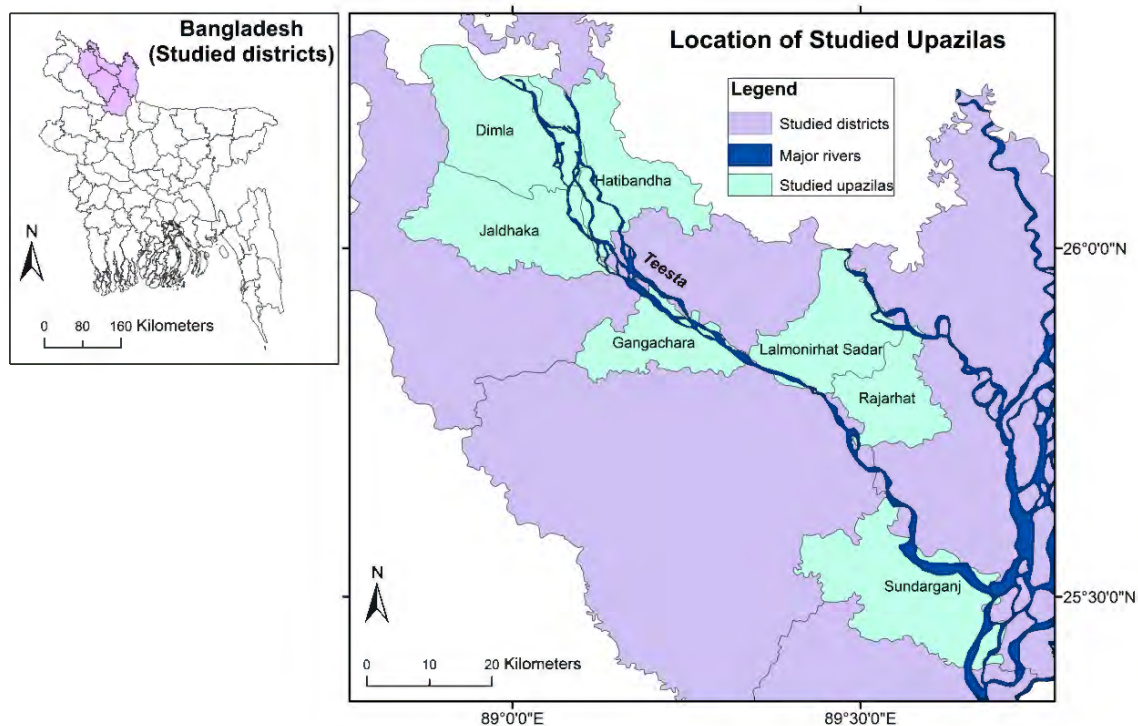 Bangladesh
(Studied districts)
N
0 80 160 Kilometers
Location of Studied Upazilas
Legend
Studied districts
Major rivers
Studied upazilas
Dimla
Hatibandha
Jaldhaka
Teesta
Gangachara
Lalmonirhat Sadar
Rajarhat
Sundarganj
N
0 10 20 Kilometers
26°0'0"N
25°30'0"N
89°0'0"E
89°30'0"E